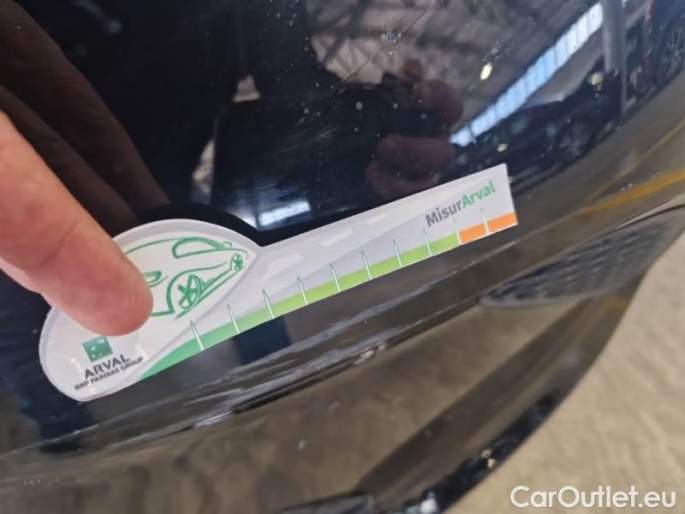 MisurArval
ARVAL
BNP PARIBAS GROUP
CarOutlet.eu